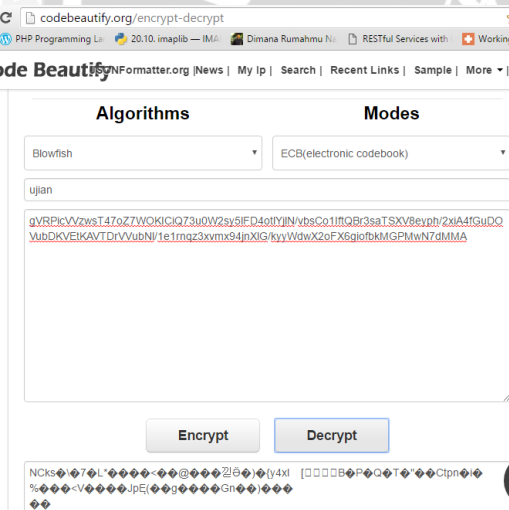 codebeautify.org/encrypt-decrypt
PHP Programming La
20.10. imaplib — IMA
Dimana Rumahmu Na
RESTful Services with
Workin
ode Beautify
JSONFormatter.org |News | My Ip | Search | Recent Links | Sample | More
Algorithms Modes
Blowfish ECB(electronic codebook)
ujian
gVRPicVVzwsT47oZ7WOKICiQ73u0W2sy5IFD4otlYjlN/vbsCo1IftQBr3saTSXV8eyph/2xiA4fGuDO
VubDKVEtKAVTDrVVubNl/1e1rnqz3xvmx94jnXlG/kyyWdwX2oFX6giofbkMGPMwN7dMMA
Encrypt Decrypt